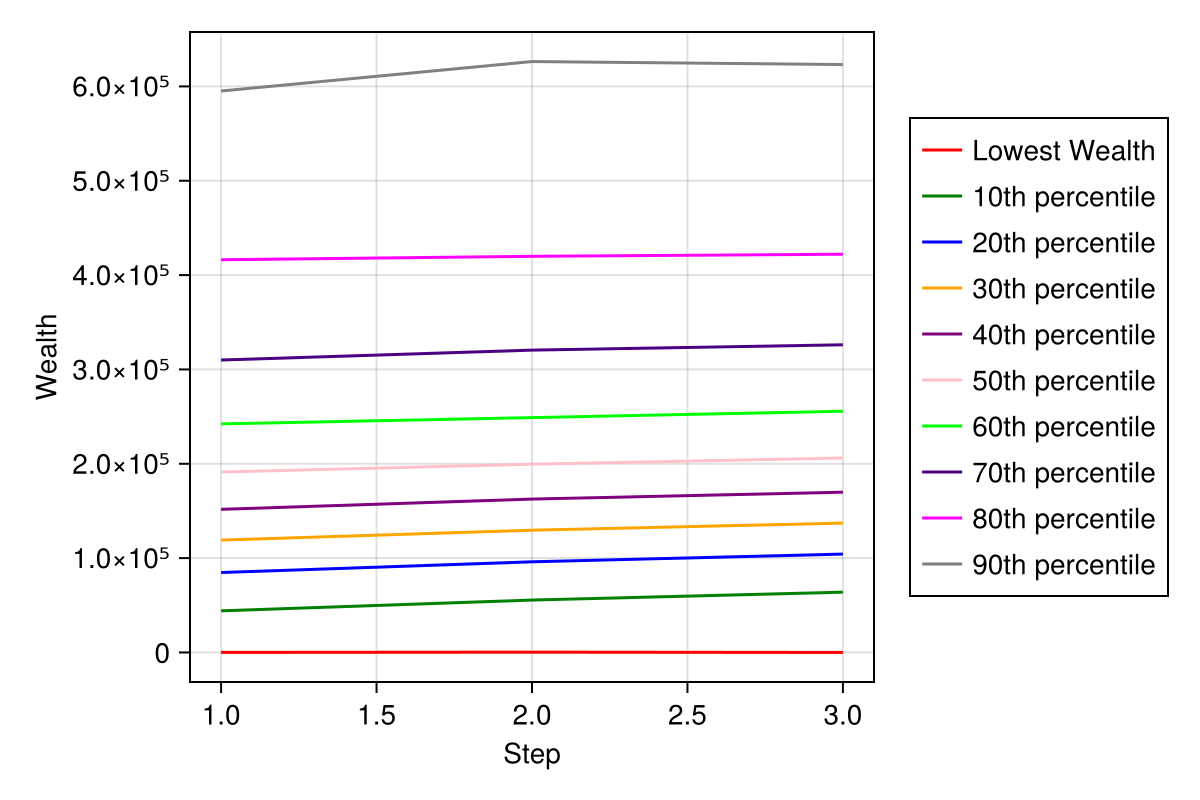 6.0×10⁵
5.0×10⁵
4.0×10⁵
3.0×10⁵
2.0×10⁵
1.0×10⁵
0
Wealth
1.0 1.5 2.0 2.5 3.0
Step
Lowest Wealth
10th percentile
20th percentile
30th percentile
40th percentile
50th percentile
60th percentile
70th percentile
80th percentile
90th percentile